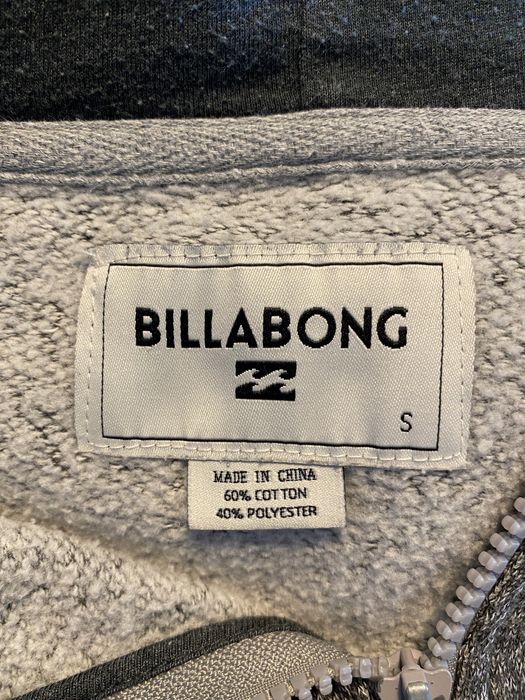 BILLABONG
S
MADE IN CHINA
60% COTTON
40% POLYESTER